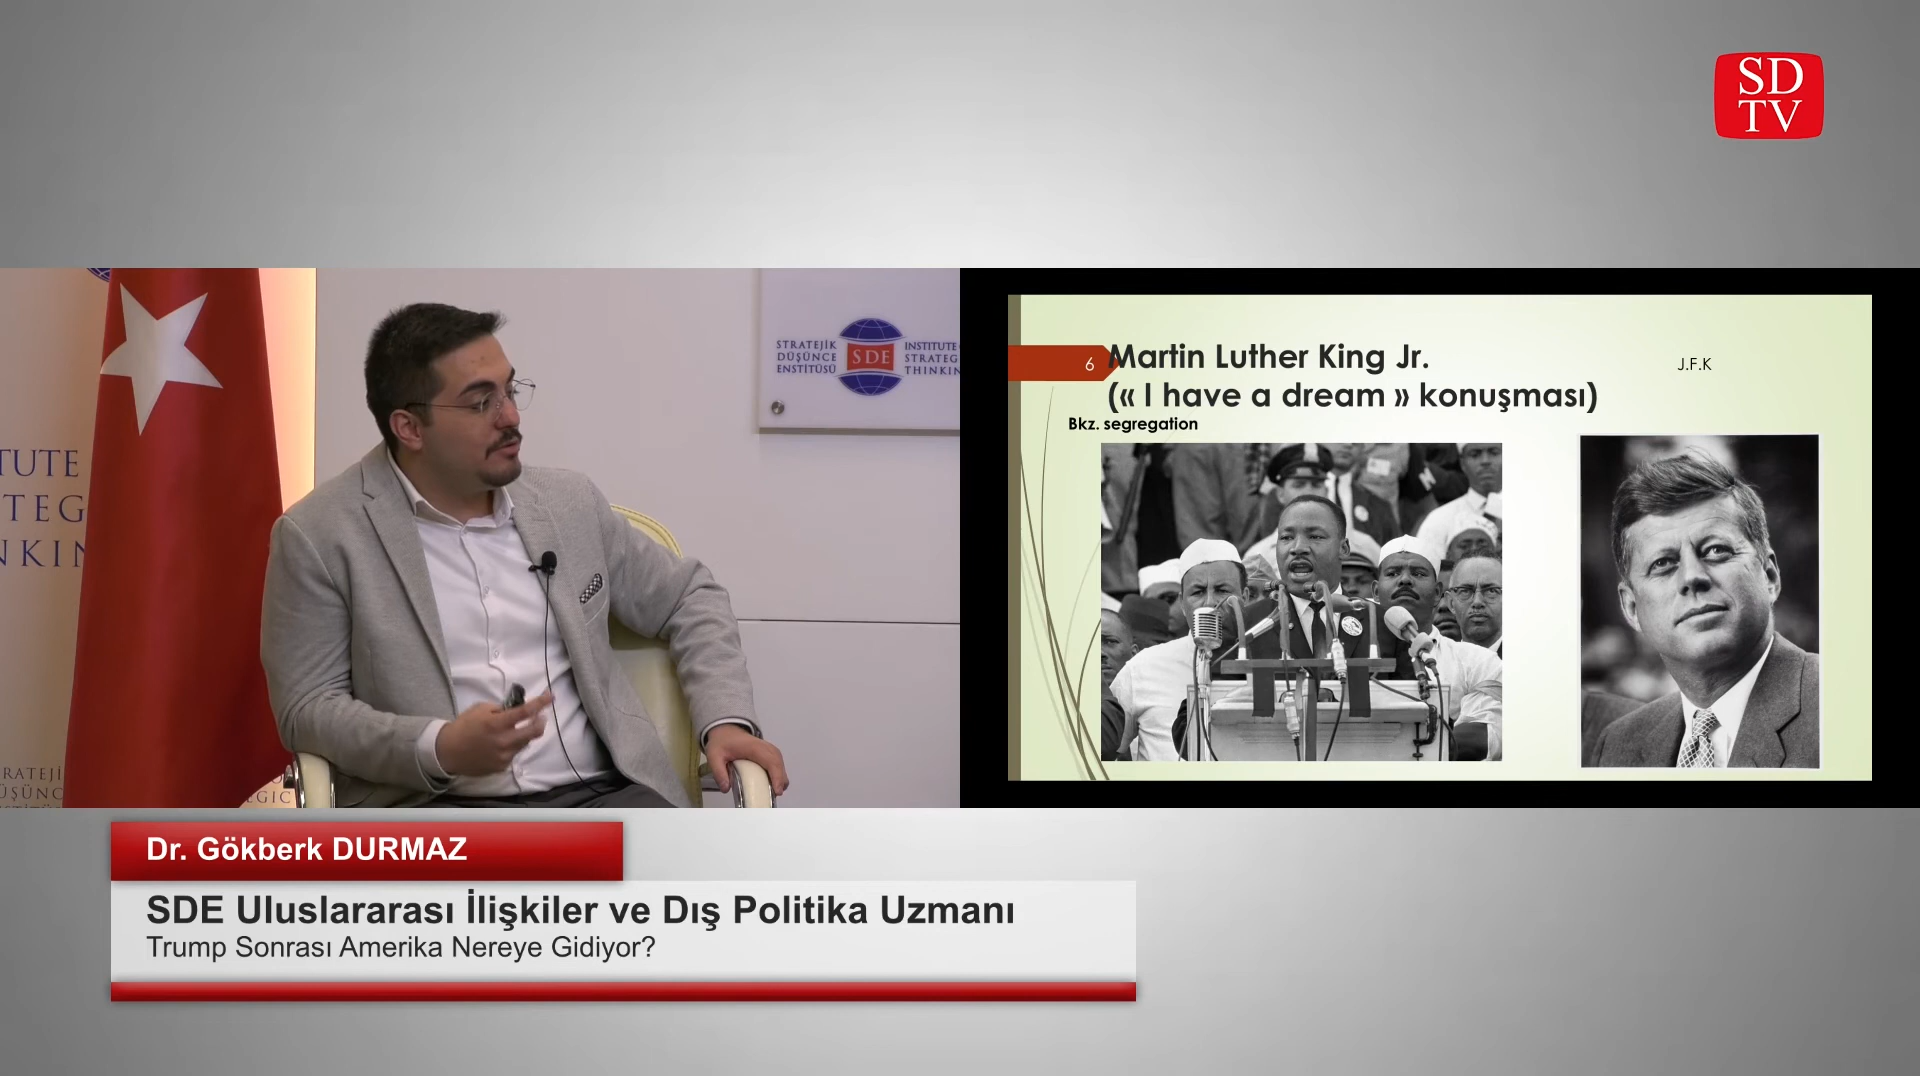 SD
TV
STRATEJİK
DÜŞÜNCE
ENSTİTÜSÜ
SDE
INSTITUTE
STRATEG
THINKIN
TUTE
TEG
NKIN
RATEJİ
ÜŞÜNC
EGIC
6
Martin Luther King Jr.
(« I have a dream » konuşması)
J.F.K
Bkz. segregation
Dr. Gökberk DURMAZ
SDE Uluslararası İlişkiler ve Dış Politika Uzmanı
Trump Sonrası Amerika Nereye Gidiyor?